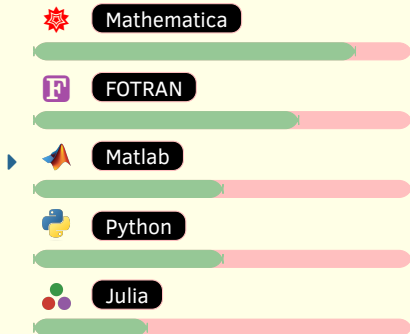 Mathematica
F FOTRAN
Matlab
Python
Julia